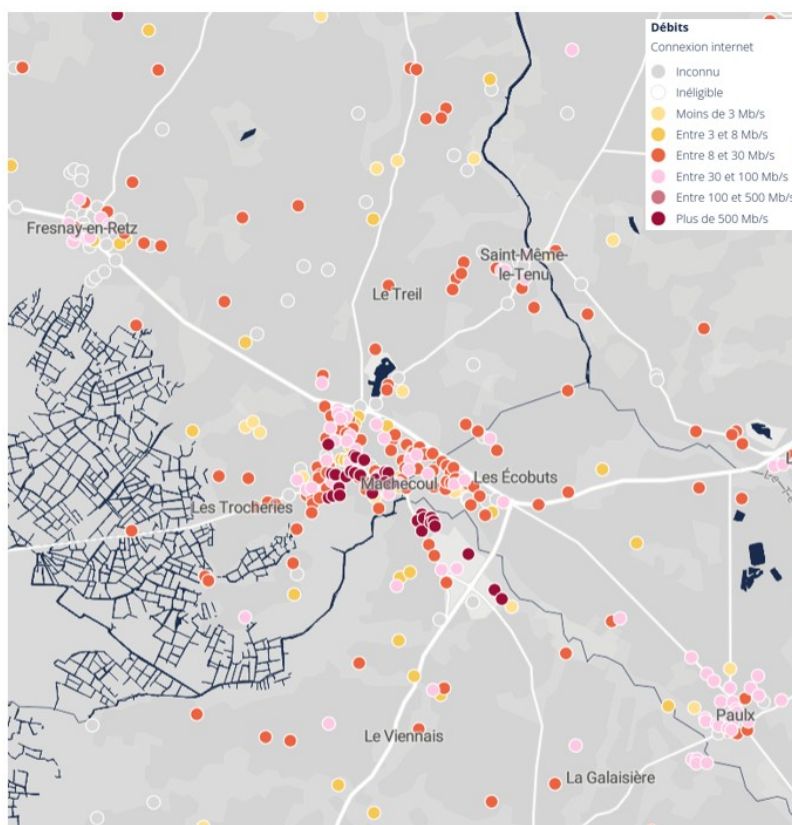 Débits
Connexion internet
Inconnu
Inéligible
Moins de 3 Mb/s
Entre 3 et 8 Mb/s
Entre 8 et 30 Mb/s
Entre 30 et 100 Mb/s
Entre 100 et 500 Mb/s
Plus de 500 Mb/s
Fresnay-en-Retz
Saint-Même-
le-Tenu
Le Treil
Les Écobuts
Machecoul
Les Trocheries
Paulx
Le Viennais
La Galaisière